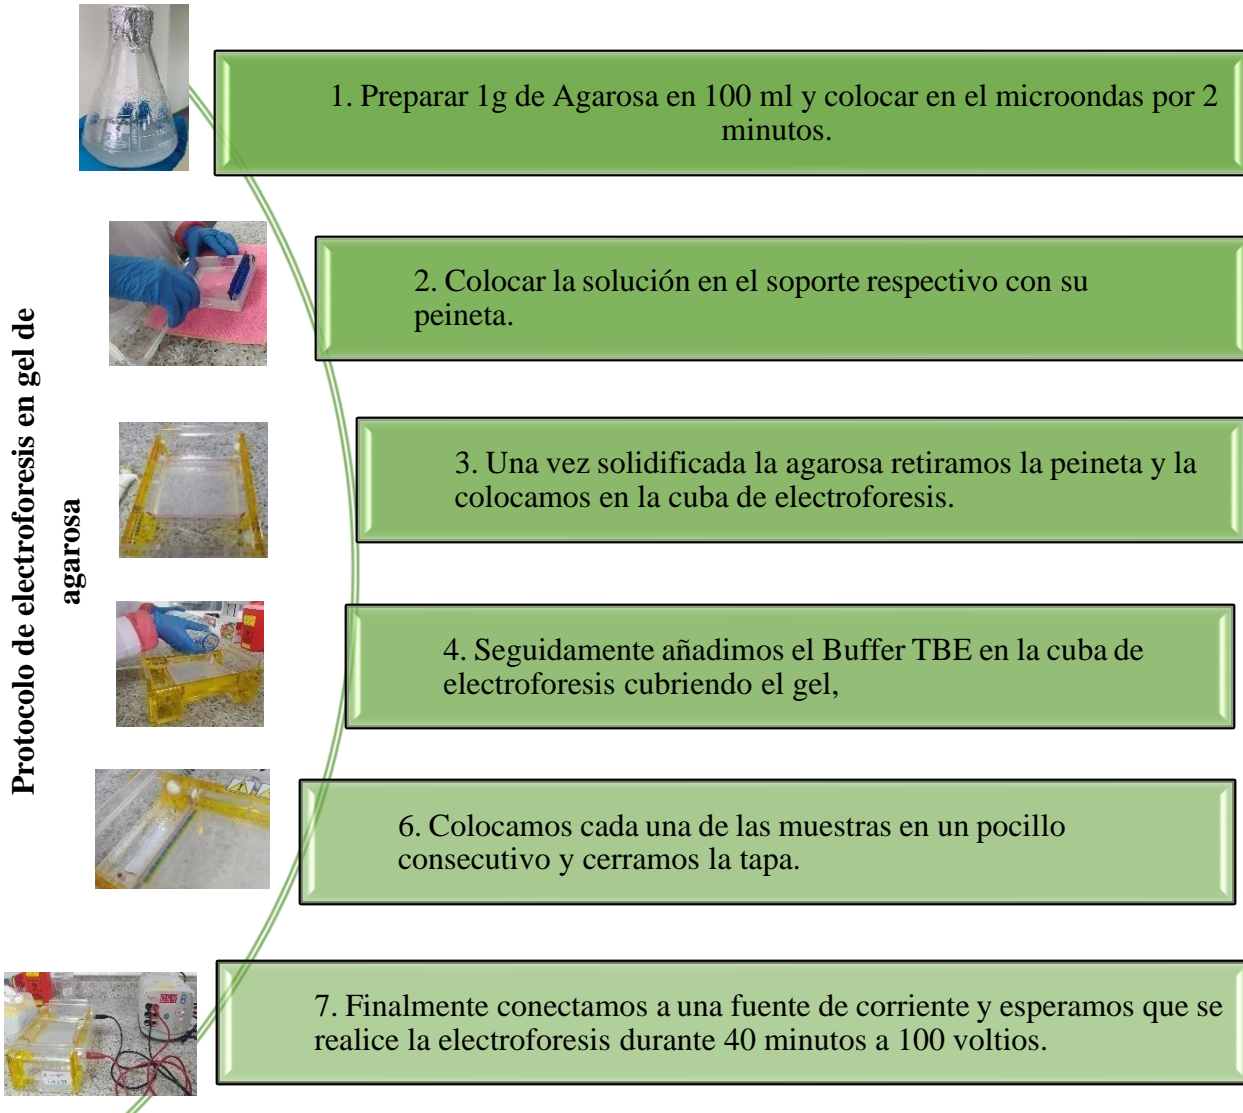 Protocolo de electroforesis en gel de
agarosa
1. Preparar 1g de Agarosa en 100 ml y colocar en el microondas por 2
minutos.
2. Colocar la solución en el soporte respectivo con su
peineta.
3. Una vez solidificada la agarosa retiramos la peineta y la
colocamos en la cuba de electroforesis.
4. Seguidamente añadimos el Buffer TBE en la cuba de
electroforesis cubriendo el gel,
6. Colocamos cada una de las muestras en un pocillo
consecutivo y cerramos la tapa.
7. Finalmente conectamos a una fuente de corriente y esperamos que se
realice la electroforesis durante 40 minutos a 100 voltios.